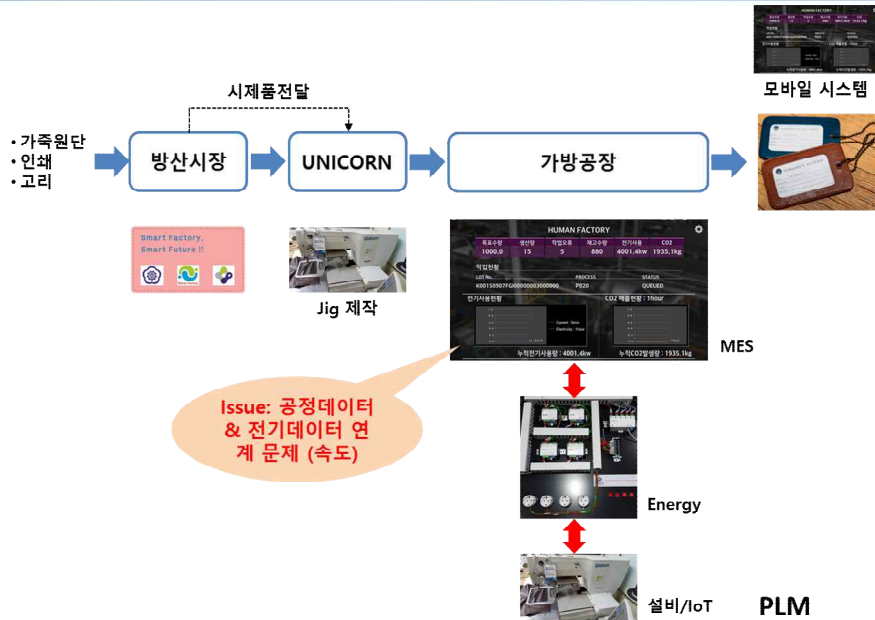 모바일 시스템
시제품전달
• 가죽원단
• 인쇄
• 고리
방산시장
UNICORN
가방공장
Smart Factory,
Smart Future !!
Jig 제작
HUMAN FACTORY
목표수량 생산량 작업오류 재고수량 전기사용 CO2
1000,0 15 5 880 4001,4kw 1935,1kg
작업현황
LOT No. PROCESS STATUS
K00150907FGI00000003000000 P020 QUEUED
전기사용현황 CO2 배출현황 : 1hour
누적전기사용량 : 4001,4kw 누적CO2발생량 : 1935,1kg
MES
Issue: 공정데이터
& 전기데이터 연
계 문제 (속도)
Energy
설비/IoT
PLM